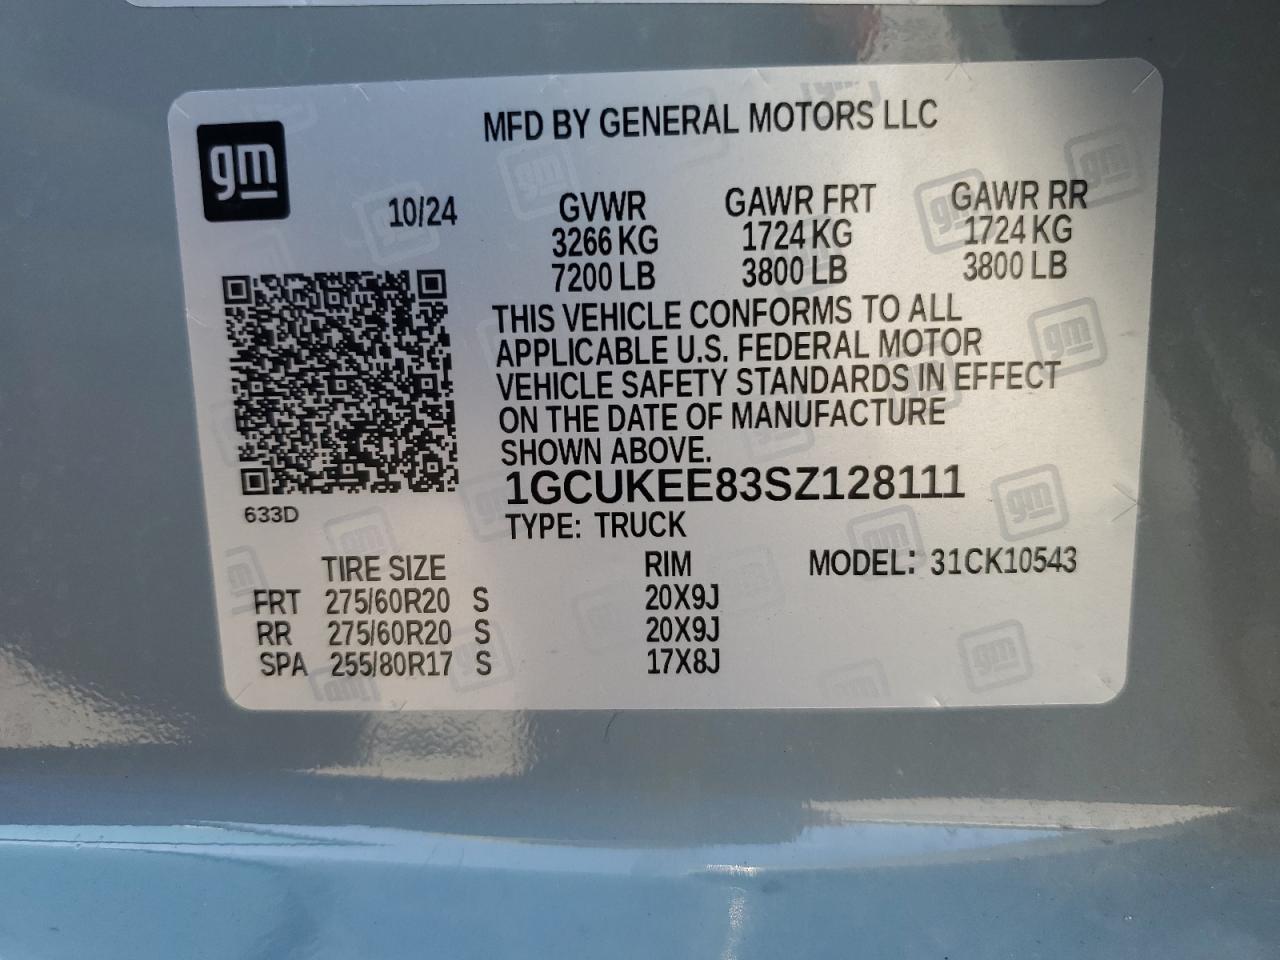 gm
MFD BY GENERAL MOTORS LLC
10/24
GVWR GAWR FRT GAWR RR
3266 KG 1724 KG 1724 KG
7200 LB 3800 LB 3800 LB
THIS VEHICLE CONFORMS TO ALL
APPLICABLE U.S. FEDERAL MOTOR
VEHICLE SAFETY STANDARDS IN EFFECT
ON THE DATE OF MANUFACTURE
SHOWN ABOVE.
1GCUKEE83SZ128111
633D
TYPE: TRUCK
TIRE SIZE RIM MODEL: 31CK10543
FRT 275/60R20 S 20X9J
RR 275/60R20 S 20X9J
SPA 255/80R17 S 17X8J